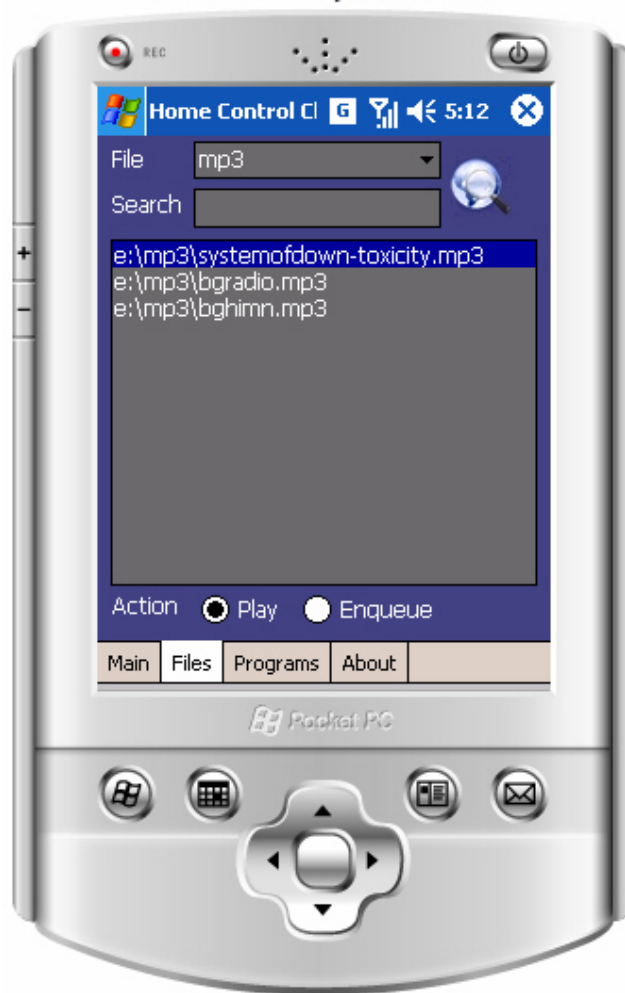 REC
Home Control Cl G 5:12
File mp3
Search
e:\mp3\systemofdown-toxicity.mp3
e:\mp3\bgradio.mp3
e:\mp3\bghimn.mp3
Action Play Enqueue
Main Files Programs About
Pocket PC
+
-